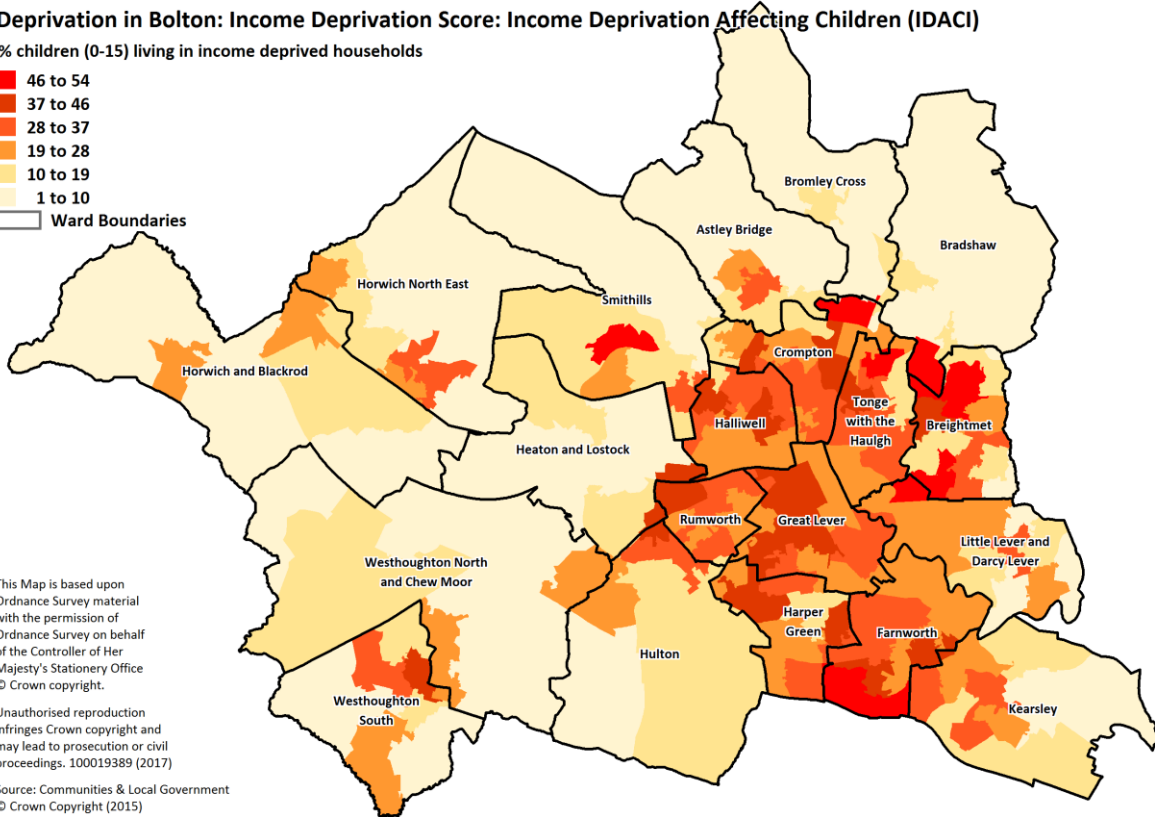 Deprivation in Bolton: Income Deprivation Score: Income Deprivation Affecting Children (IDACI)
% children (0-15) living in income deprived households
46 to 54
37 to 46
28 to 37
19 to 28
10 to 19
1 to 10
Ward Boundaries
Bromley Cross
Astley Bridge
Bradshaw
Horwich North East
Smithills
Crompton
Horwich and Blackrod
Tonge
with the
Haulgh
Halliwell
Breightmet
Heaton and Lostock
Rumworth
Great Lever
Little Lever and
Darcy Lever
Westhoughton North
and Chew Moor
Harper
Green
Farnworth
Hulton
Westhoughton
South
Kearsley
This Map is based upon
Ordnance Survey material
with the permission of
Ordnance Survey on behalf
of the Controller of Her
Majesty's Stationery Office
© Crown copyright.
Unauthorised reproduction
infringes Crown copyright and
may lead to prosecution or civil
proceedings. 100019389 (2017)
Source: Communities & Local Government
© Crown Copyright (2015)